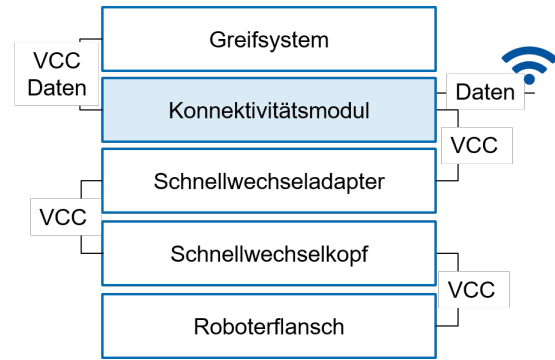 Greifsystem
VCC
Daten
Konnektivitätsmodul
Daten
VCC
Schnellwechseladapter
VCC
Schnellwechselkopf
VCC
Roboterflansch